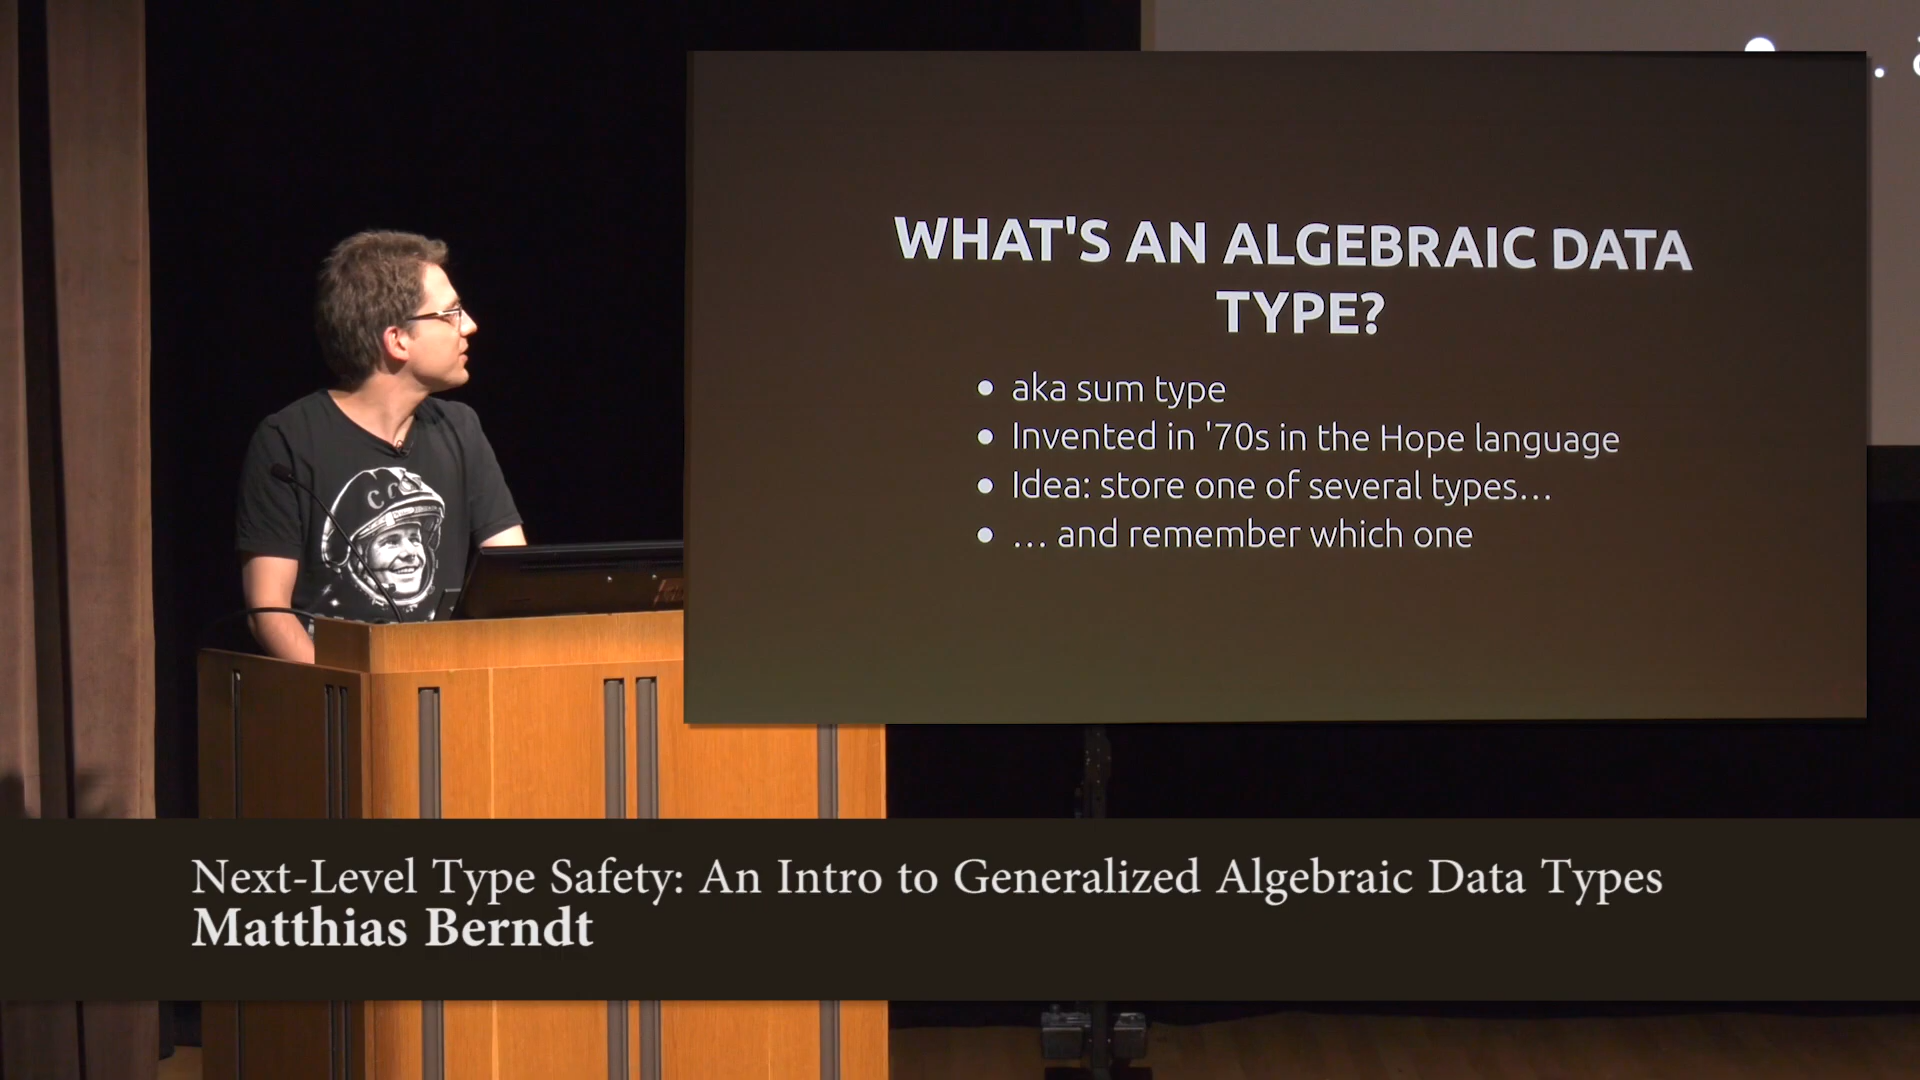 WHAT'S AN ALGEBRAIC DATA
TYPE?
● aka sum type
● Invented in '70s in the Hope language
● Idea: store one of several types…
● … and remember which one
Next-Level Type Safety: An Intro to Generalized Algebraic Data Types
Matthias Berndt